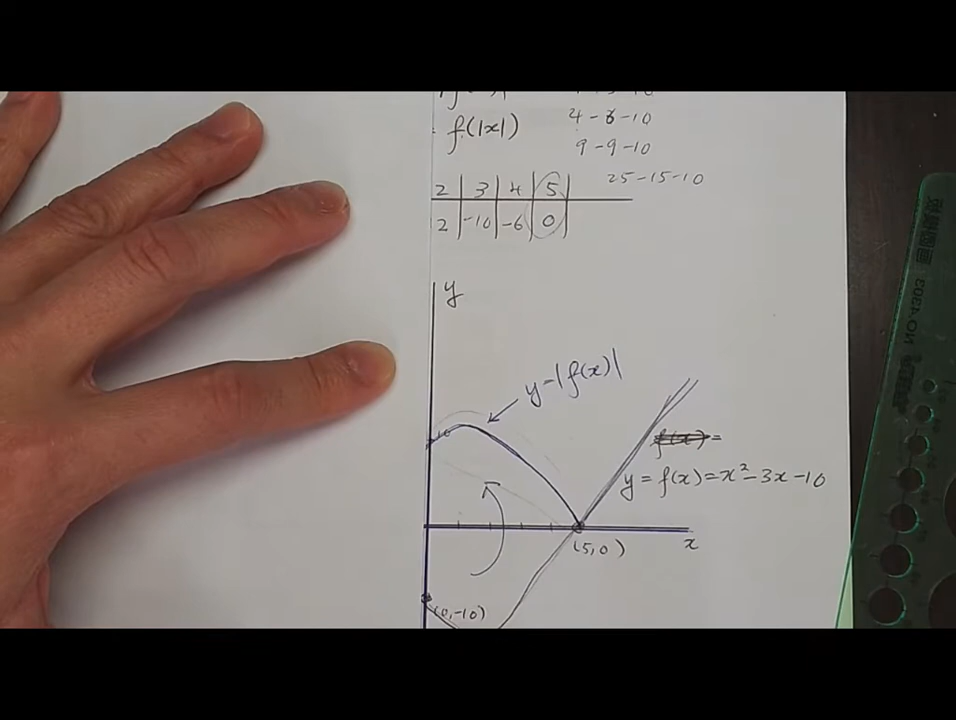 4-6-10
f(|x|)
9-9-10
25-15-10
2 | 3 | 4 | 5 |
2 | -10 | -6 | 0 |
y
y=|f(x)|
f(x)=
y=f(x)=x²-3x-10
(5,0)
x
(0,-10)